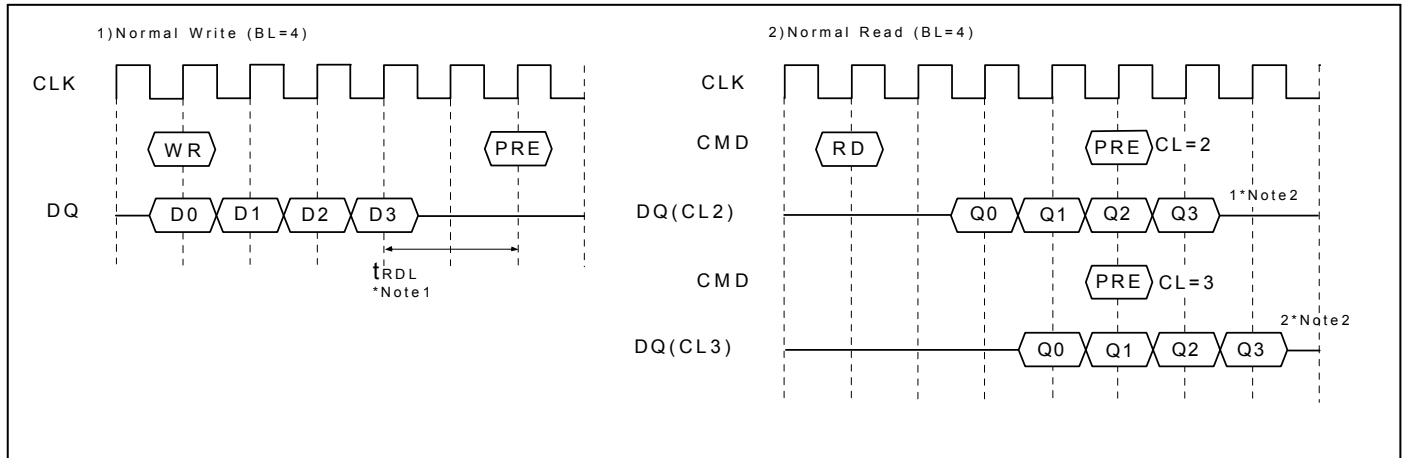 1)Normal Write (BL=4)
CLK
WR PRE
DQ D0 D1 D2 D3
tRDL
*Note1
2)Normal Read (BL=4)
CLK
CMD RD PRE CL=2
DQ(CL2) Q0 Q1 Q2 Q3 1*Note2
CMD PRE CL=3
DQ(CL3) Q0 Q1 Q2 Q3 2*Note2